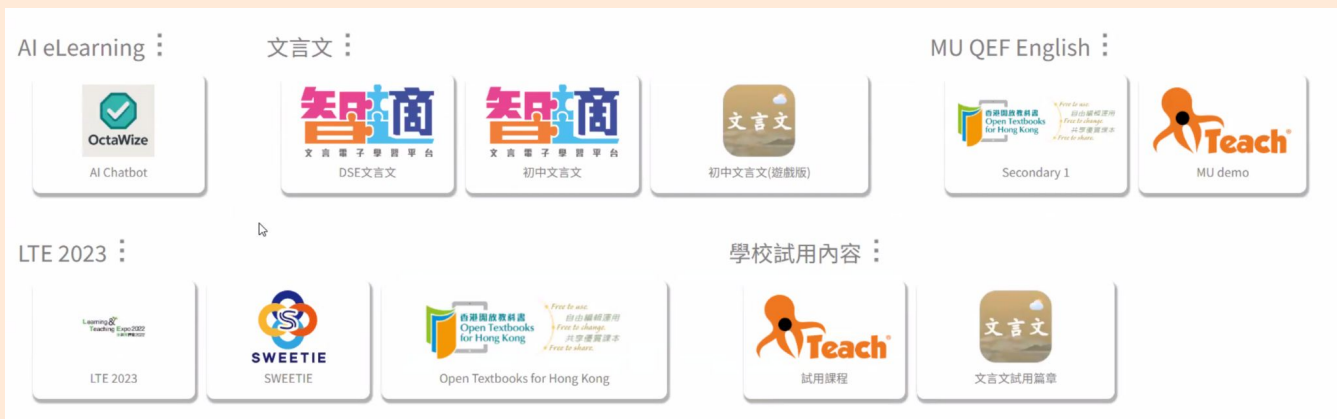 AI eLearning
文言文
MU QEF English
OctaWize
AI Chatbot
智摘
文言電子學習平台
DSE文言文
智摘
文言電子學習平台
初中文言文
文言文
初中文言文(遊戲版)
香港開放教科書
Open Textbooks
for Hong Kong
Free to use.
自由編輯運用
Free to change.
共享優質課本
Free to share.
Secondary 1
Teach
MU demo
LTE 2023
學校試用內容
Learning &
Teaching Expo2022
LTE 2023
S
SWEETIE
SWEETIE
香港開放教科書
Open Textbooks
for Hong Kong
Free to use.
自由編輯運用
Free to change.
共享優質課本
Free to share.
Open Textbooks for Hong Kong
Teach
試用課程
文言文
文言文試用篇章